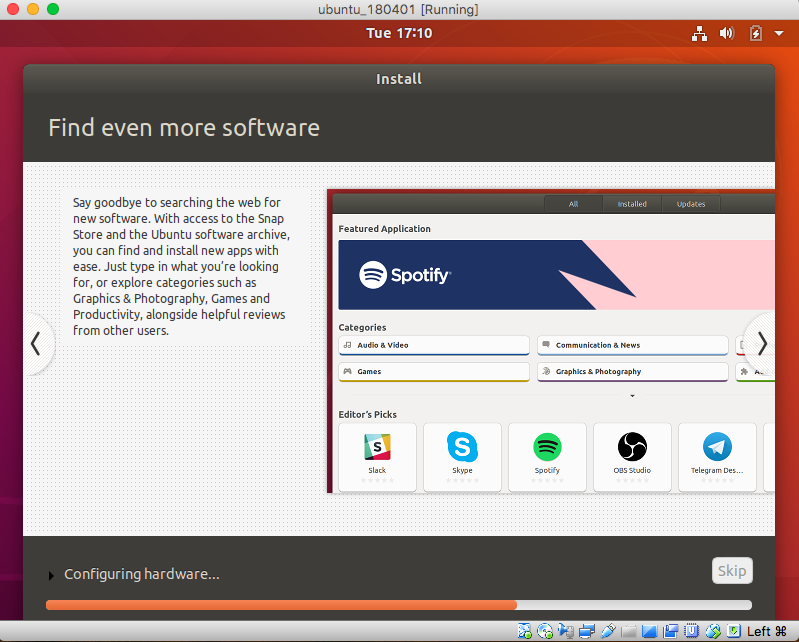 ubuntu_180401 [Running]
Tue 17:10
Install
Find even more software
Say goodbye to searching the web for
new software. With access to the Snap
Store and the Ubuntu software archive,
you can find and install new apps with
ease. Just type in what you're looking
for, or explore categories such as
Graphics & Photography, Games and
Productivity, alongside helpful reviews
from other users.
All Installed Updates
Featured Application
Spotify
Categories
Audio & Video Communication & News
Games Graphics & Photography
Editor's Picks
S S
Slack Skype Spotify OBS Studio Telegram Des...
Configuring hardware...
Skip
Left ⌘